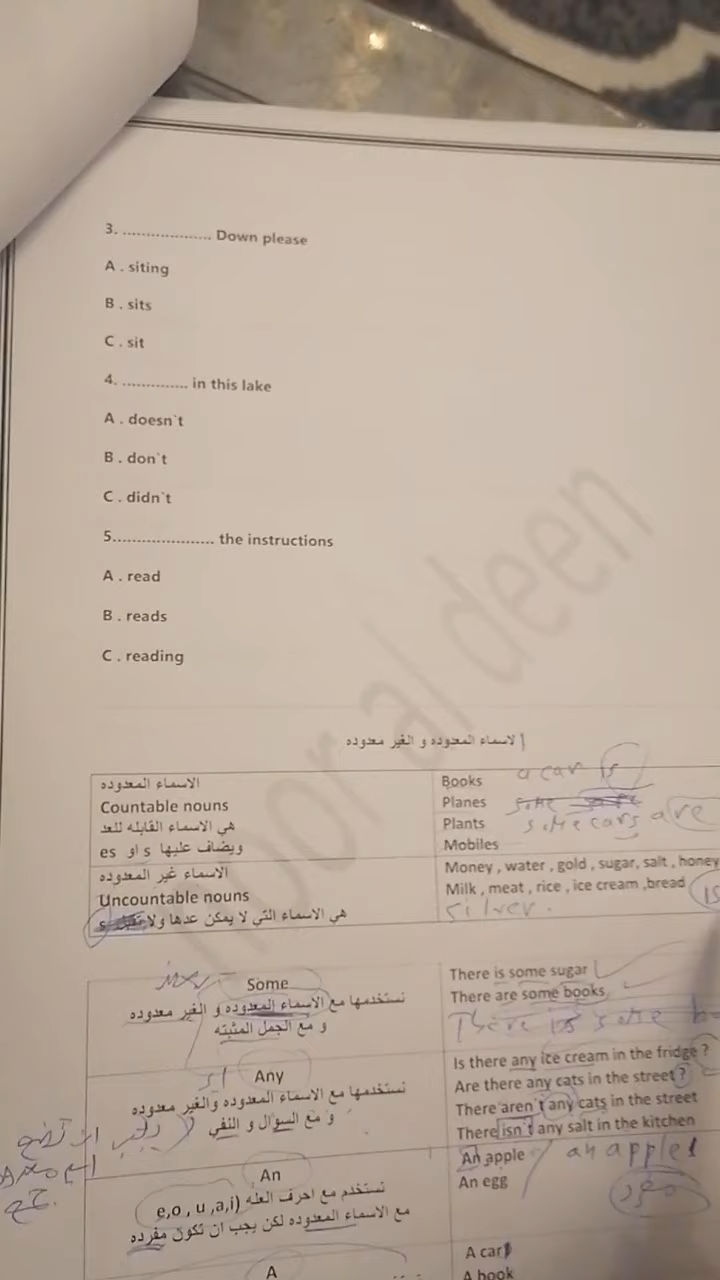 3. ................... Down please
A . siting
B . sits
C . sit
4. .............. in this lake
A . doesn`t
B . don`t
C . didn`t
5..................... the instructions
A . read
B . reads
C . reading
noor al deen
الاسماء المعدوده و الغير معدوده
الاسماء المعدوده
Countable nouns
هي الاسماء القابله للعد
ويضاف عليها s او es
Books a car is
Planes some
Plants some cars are
Mobiles
الاسماء غير المعدوده
Uncountable nouns
هي الاسماء التي لا يمكن عدها ولا s
Money , water , gold , sugar, salt , honey
Milk , meat , rice , ice cream ,bread is
silver.
Some
نستخدمها مع الاسماء المعدوده و الغير معدوده
و مع الجمل المثبته
There is some sugar
There are some books
There is some
Any
نستخدمها مع الاسماء المعدوده والغير معدوده
و مع السؤال و النفي
Is there any ice cream in the fridge ?
Are there any cats in the street ?
There aren`t any cats in the street
There isn`t any salt in the kitchen
An
نستخدم مع احرف العله (e,o , u ,a,i
مع الاسماء المعدوده لكن يجب ان تكون مفرده
An apple an apple
An egg مفرد
A
A car
A book